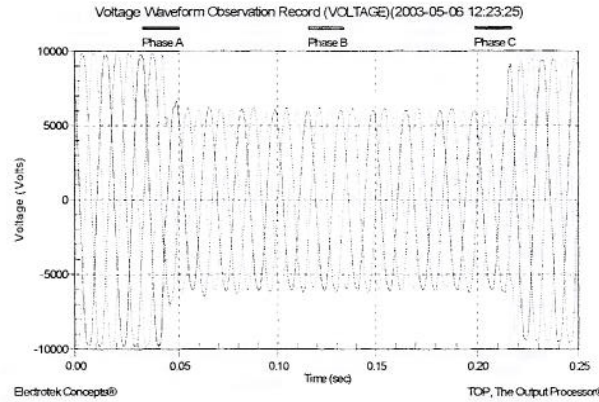 Voltage Waveform Observation Record (VOLTAGE)(2003-05-06 12:23:25)
Phase A Phase B Phase C
10000
5000
0
-5000
-10000
Voltage (Volts)
0.00 0.05 0.10 0.15 0.20 0.25
Time (sec)
Electrotek Concepts® TOP, The Output Processor®